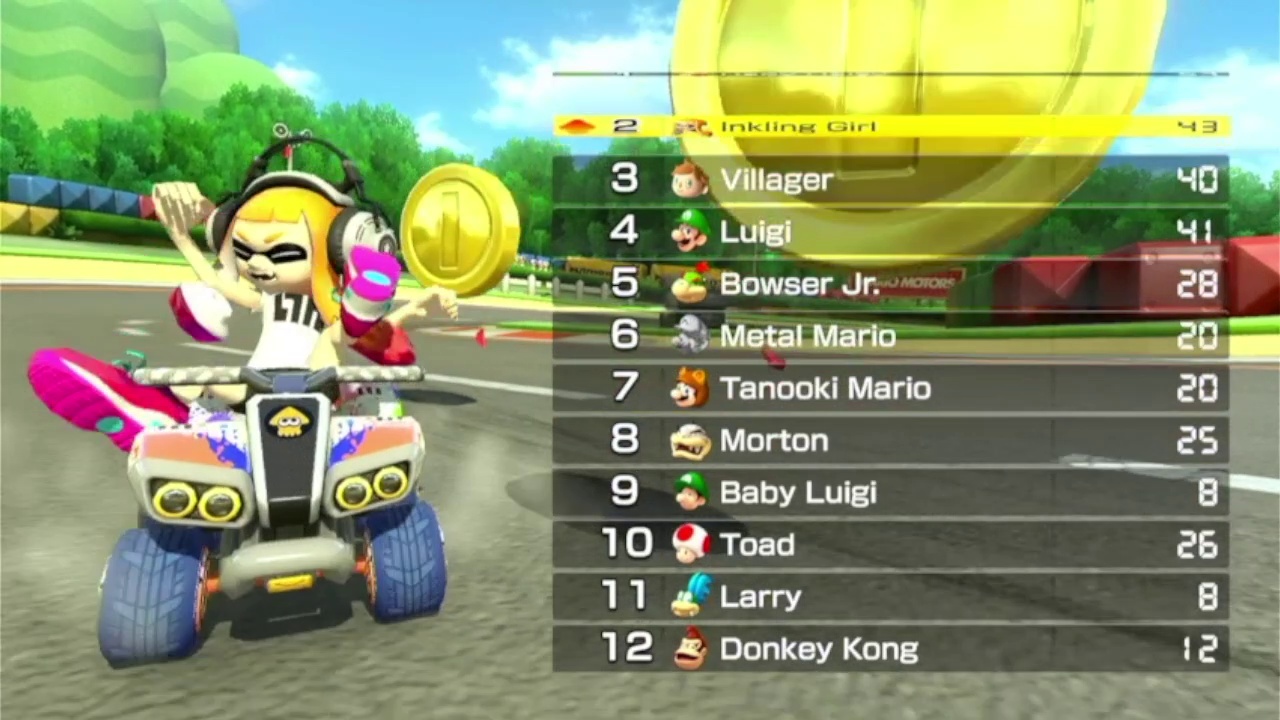 2 Inkling Girl 43
3 Villager 40
4 Luigi 41
5 Bowser Jr. 28
6 Metal Mario 20
7 Tanooki Mario 20
8 Morton 25
9 Baby Luigi 8
10 Toad 26
11 Larry 8
12 Donkey Kong 12
MOTORS